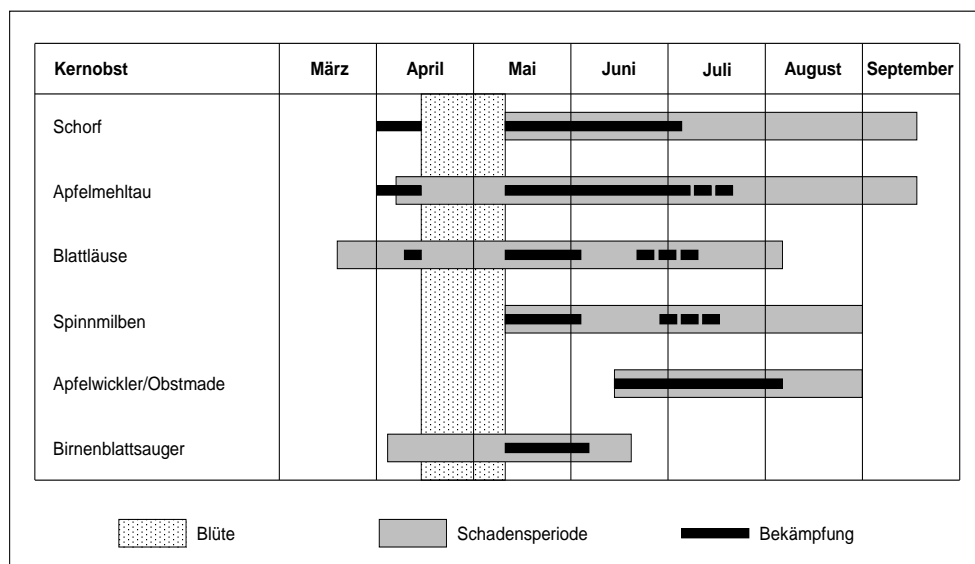 Kernobst März April Mai Juni Juli August September
Schorf
Apfelmehltau
Blattläuse
Spinnmilben
Apfelwickler/Obstmade
Birnenblattsauger
Blüte Schadensperiode Bekämpfung